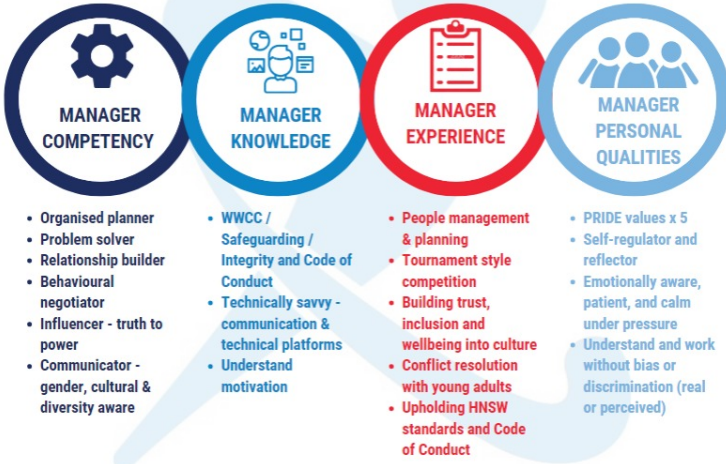 MANAGER
COMPETENCY
• Organised planner
• Problem solver
• Relationship builder
• Behavioural
negotiator
• Influencer - truth to
power
• Communicator -
gender, cultural &
diversity aware
MANAGER
KNOWLEDGE
• WWCC /
Safeguarding /
Integrity and Code of
Conduct
• Technically savvy -
communication &
technical platforms
• Understand
motivation
MANAGER
EXPERIENCE
• People management
& planning
• Tournament style
competition
• Building trust,
inclusion and
wellbeing into culture
• Conflict resolution
with young adults
• Upholding HNSW
standards and Code
of Conduct
MANAGER
PERSONAL
QUALITIES
• PRIDE values x 5
• Self-regulator and
reflector
• Emotionally aware,
patient, and calm
under pressure
• Understand and work
without bias or
discrimination (real
or perceived)